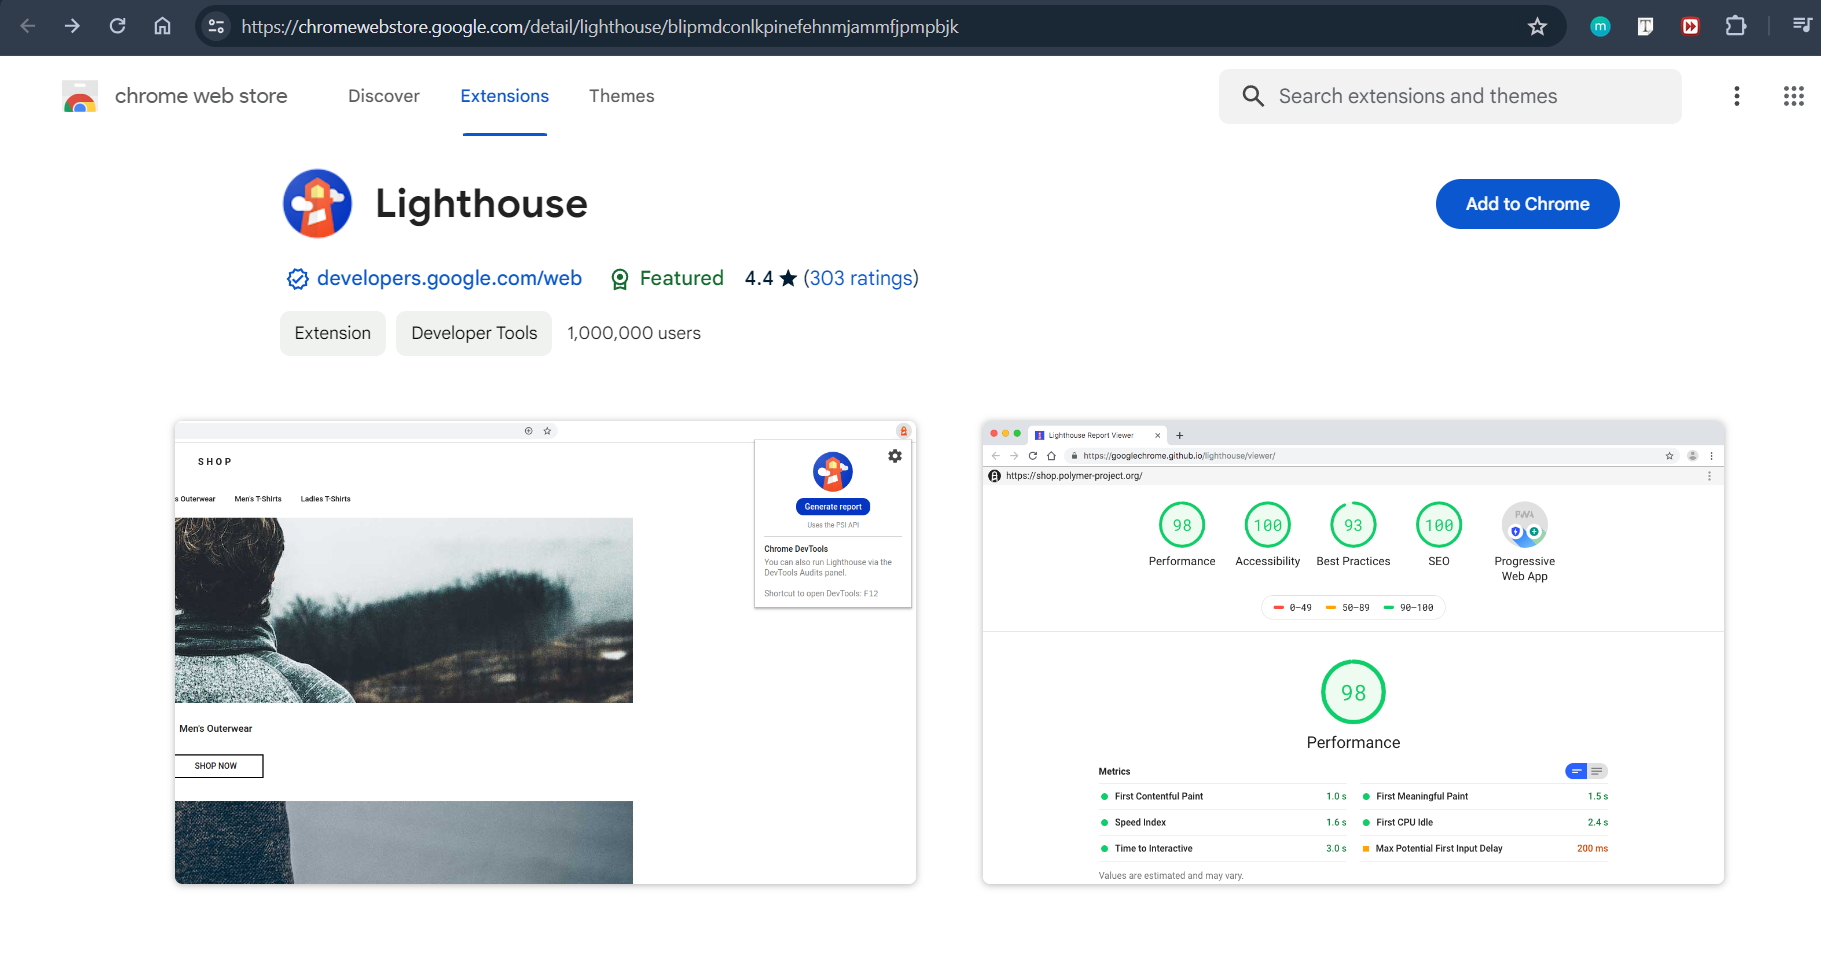 https://chromewebstore.google.com/detail/lighthouse/blipmdconlkpinefehnmjammfjpmpbjk
m
T
chrome web store
Discover
Extensions
Themes
Search extensions and themes
Lighthouse
Add to Chrome
developers.google.com/web
Featured
4.4 ★ (303 ratings)
Extension
Developer Tools
1,000,000 users
SHOP
s Outerwear
Men's T-Shirts
Ladies T-Shirts
Generate report
Uses the PSI API
Chrome DevTools
You can also run Lighthouse via the
DevTools Audits panel.
Shortcut to open DevTools: F12
Men's Outerwear
SHOP NOW
Lighthouse Report Viewer
https://googlechrome.github.io/lighthouse/viewer/
https://shop.polymer-project.org/
98
100
93
100
PWA
Performance
Accessibility
Best Practices
SEO
Progressive
Web App
0–49
50–89
90–100
98
Performance
Metrics
First Contentful Paint 1.0 s
First Meaningful Paint 1.5 s
Speed Index 1.6 s
First CPU Idle 2.4 s
Time to Interactive 3.0 s
Max Potential First Input Delay 200 ms
Values are estimated and may vary.